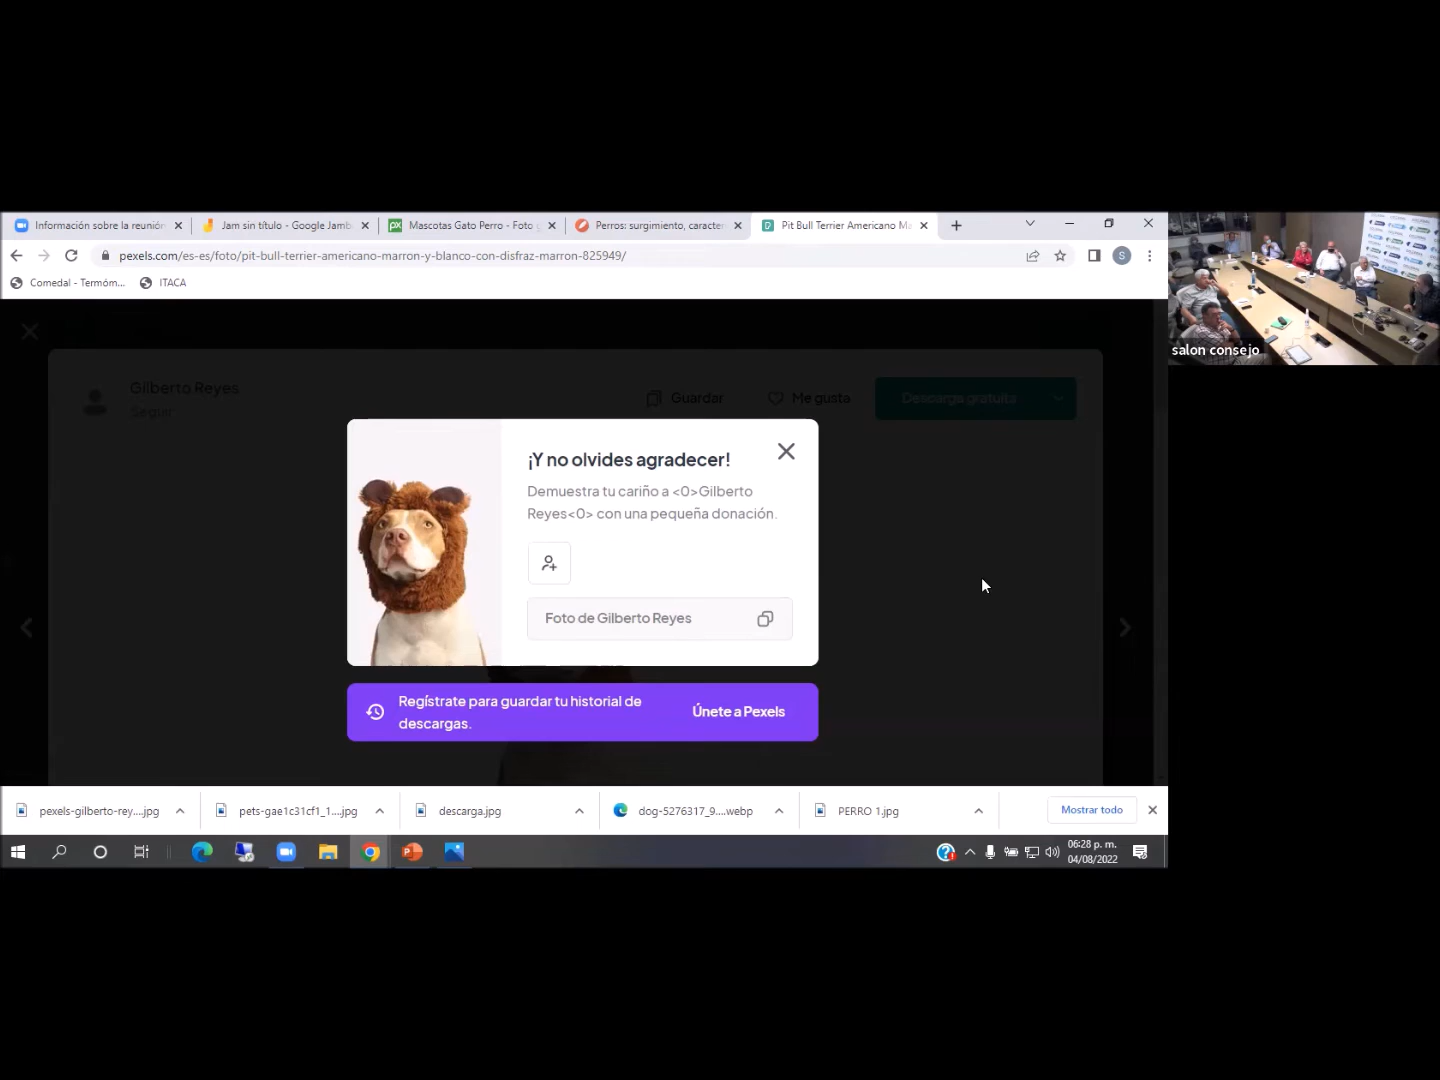 Información sobre la reunión
Jam sin título - Google Jamb
Mascotas Gato Perro - Foto g
Perros: surgimiento, caracter
Pit Bull Terrier Americano Ma
pexels.com/es-es/foto/pit-bull-terrier-americano-marron-y-blanco-con-disfraz-marron-825949/
S
Comedal - Termóm...
ITACA
salon consejo
Gilberto Reyes
Seguir
Guardar
Me gusta
Descarga gratuita
¡Y no olvides agradecer!
Demuestra tu cariño a <0>Gilberto
Reyes<0> con una pequeña donación.
Foto de Gilberto Reyes
Regístrate para guardar tu historial de
descargas.
Únete a Pexels
pexels-gilberto-rey....jpg
pets-gae1c31cf1_1....jpg
descarga.jpg
dog-5276317_9....webp
PERRO 1.jpg
Mostrar todo
06:28 p. m.
04/08/2022